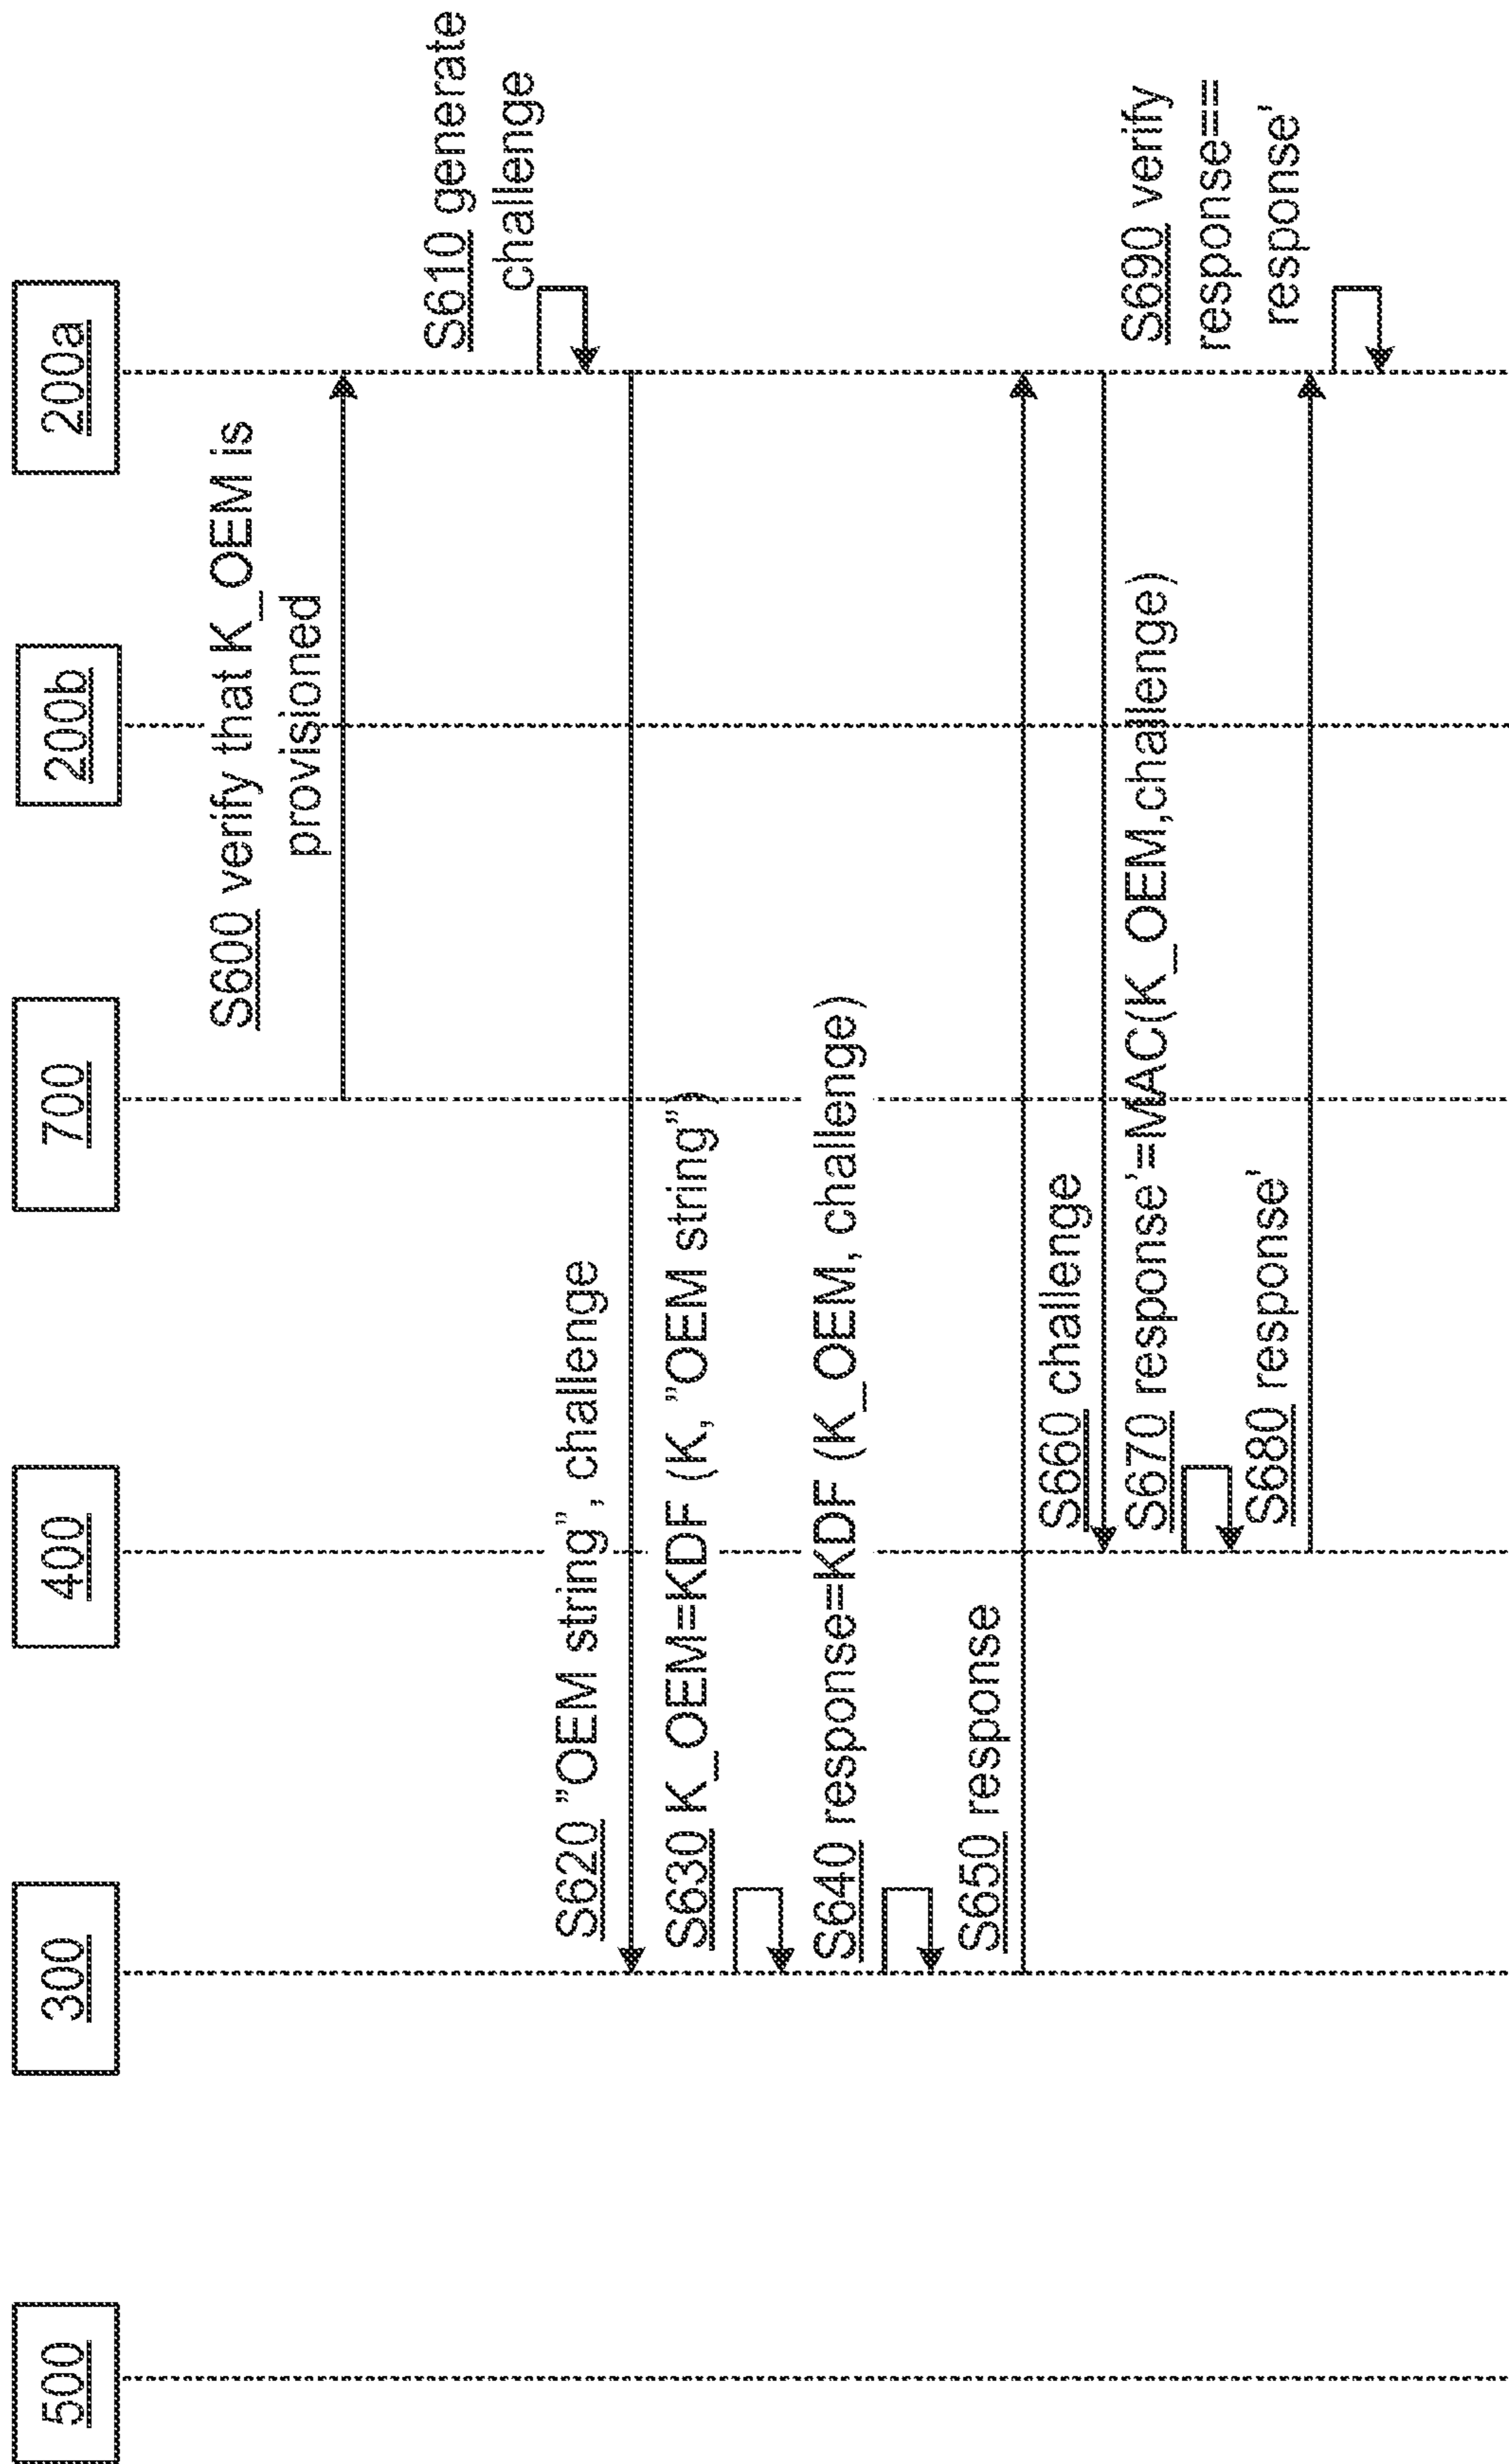 500
300
400
700
200b
200a
S600 verify that K_OEM is
provisioned
S610 generate
challenge
S620 ”OEM string”, challenge
S630 K_OEM=KDF (K, ”OEM string”)
S640 response=KDF (K_OEM, challenge)
S650 response
S660 challenge
S670 response’=MAC(K_OEM,challenge)
S680 response’
S690 verify
response==
response’